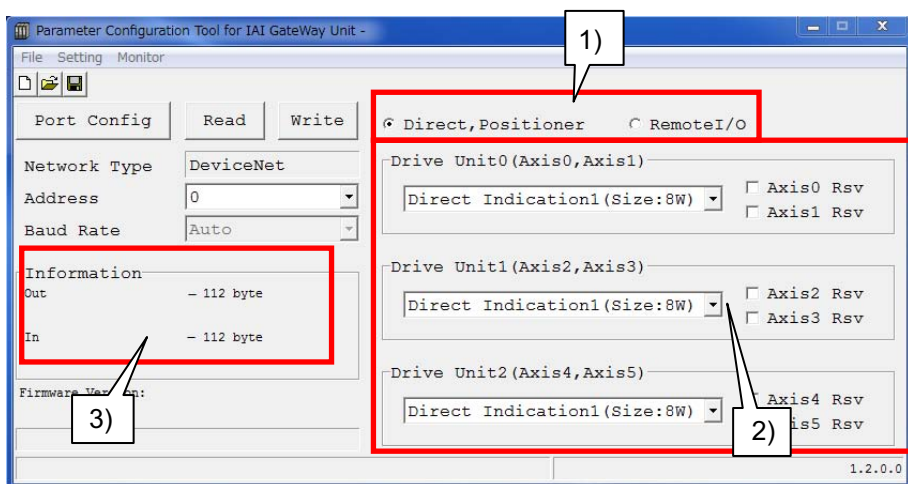 Parameter Configuration Tool for IAI GateWay Unit -
1)
File Setting Monitor
Port Config Read Write
Direct,Positioner RemoteI/O
Network Type DeviceNet
Address 0
Baud Rate Auto
Information
Out - 112 byte
In - 112 byte
3)
Firmware
Drive Unit0(Axis0,Axis1)
Direct Indication1(Size:8W)
Axis0 Rsv
Axis1 Rsv
Drive Unit1(Axis2,Axis3)
Direct Indication1(Size:8W)
Axis2 Rsv
Axis3 Rsv
Drive Unit2(Axis4,Axis5)
Direct Indication1(Size:8W)
Axis4 Rsv
Rsv
2)
1.2.0.0